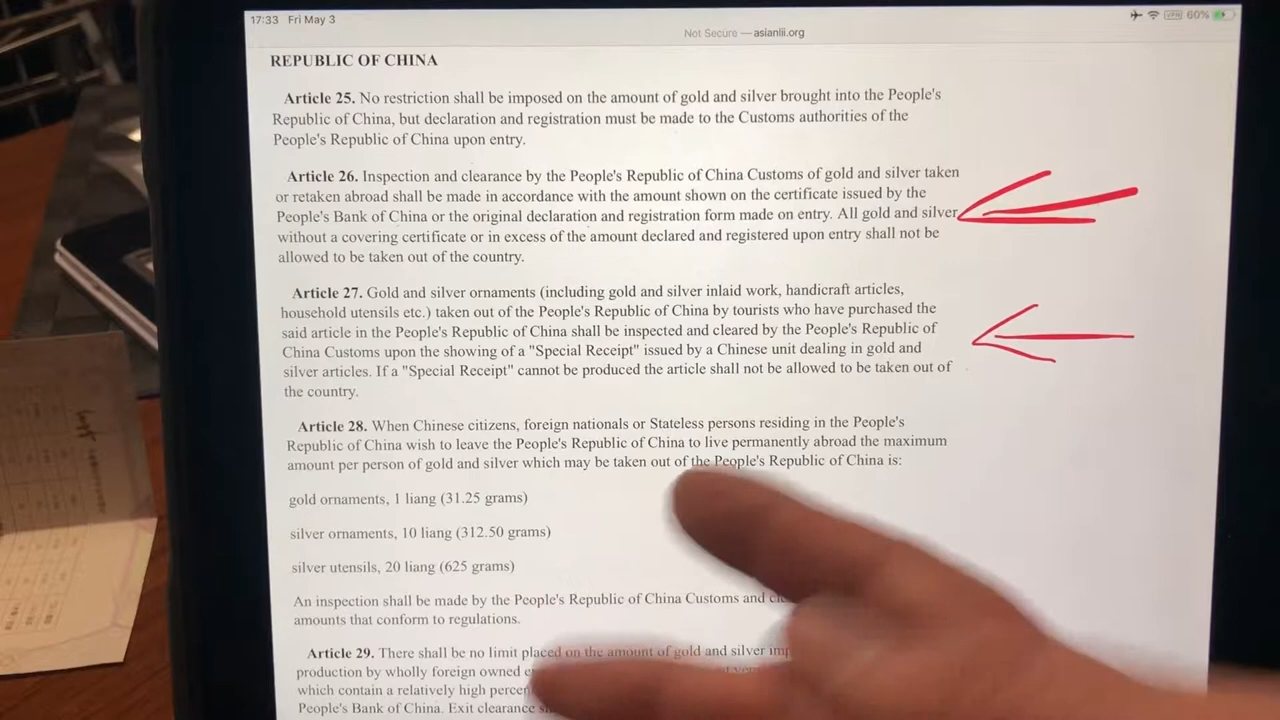 17:33 Fri May 3
VPN 60%
Not Secure — asianlii.org
REPUBLIC OF CHINA
Article 25. No restriction shall be imposed on the amount of gold and silver brought into the People's
Republic of China, but declaration and registration must be made to the Customs authorities of the
People's Republic of China upon entry.
Article 26. Inspection and clearance by the People's Republic of China Customs of gold and silver taken
or retaken abroad shall be made in accordance with the amount shown on the certificate issued by the
People's Bank of China or the original declaration and registration form made on entry. All gold and silver
without a covering certificate or in excess of the amount declared and registered upon entry shall not be
allowed to be taken out of the country.
Article 27. Gold and silver ornaments (including gold and silver inlaid work, handicraft articles,
household utensils etc.) taken out of the People's Republic of China by tourists who have purchased the
said article in the People's Republic of China shall be inspected and cleared by the People's Republic of
China Customs upon the showing of a "Special Receipt" issued by a Chinese unit dealing in gold and
silver articles. If a "Special Receipt" cannot be produced the article shall not be allowed to be taken out of
the country.
Article 28. When Chinese citizens, foreign nationals or Stateless persons residing in the People's
Republic of China wish to leave the People's Republic of China to live permanently abroad the maximum
amount per person of gold and silver which may be taken out of the People's Republic of China is:
gold ornaments, 1 liang (31.25 grams)
silver ornaments, 10 liang (312.50 grams)
silver utensils, 20 liang (625 grams)
An inspection shall be made by the People's Republic of China Customs and
amounts that conform to regulations.
Article 29. There shall be no limit placed on the amount of gold and silver
production by wholly foreign owned
which contain a relatively high
People's Bank of China. Exit clearance